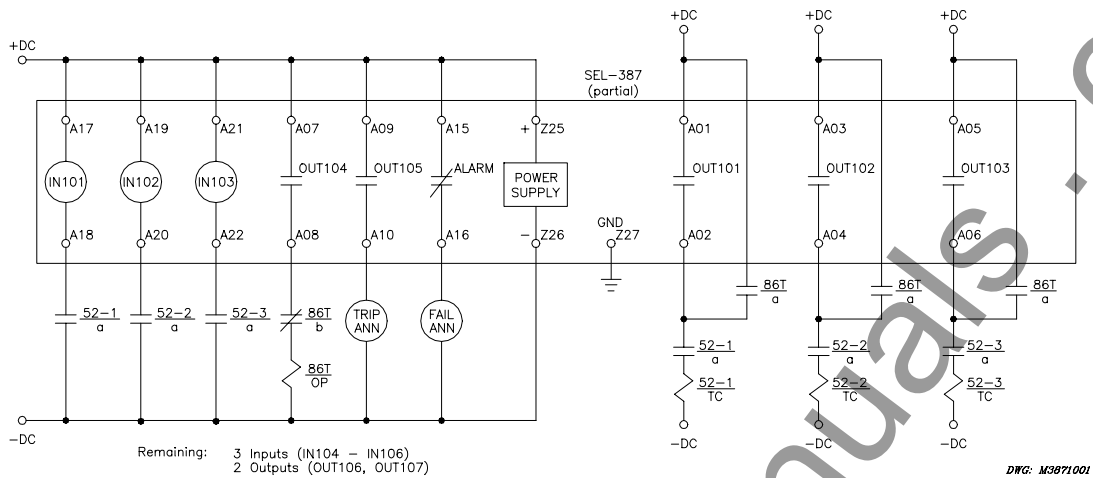 +DC +DC +DC
+DC
SEL-387
(partial)
A17 A19 A21 A07 A09 A15 + Z25 A01 A03 A05
IN101 IN102 IN103 OUT104 OUT105 ALARM POWER SUPPLY OUT101 OUT102 OUT103
A18 A20 A22 A08 A10 A16 - Z26 GND Z27 A02 A04 A06
86T a 86T a 86T a
52-1 a 52-2 a 52-3 a 86T b TRIP ANN FAIL ANN
52-1 a 52-2 a 52-3 a
86T OP
52-1 TC 52-2 TC 52-3 TC
-DC -DC -DC -DC
Remaining: 3 Inputs (IN104 - IN106)
2 Outputs (OUT106, OUT107)
DWG: M3871001
nuals .